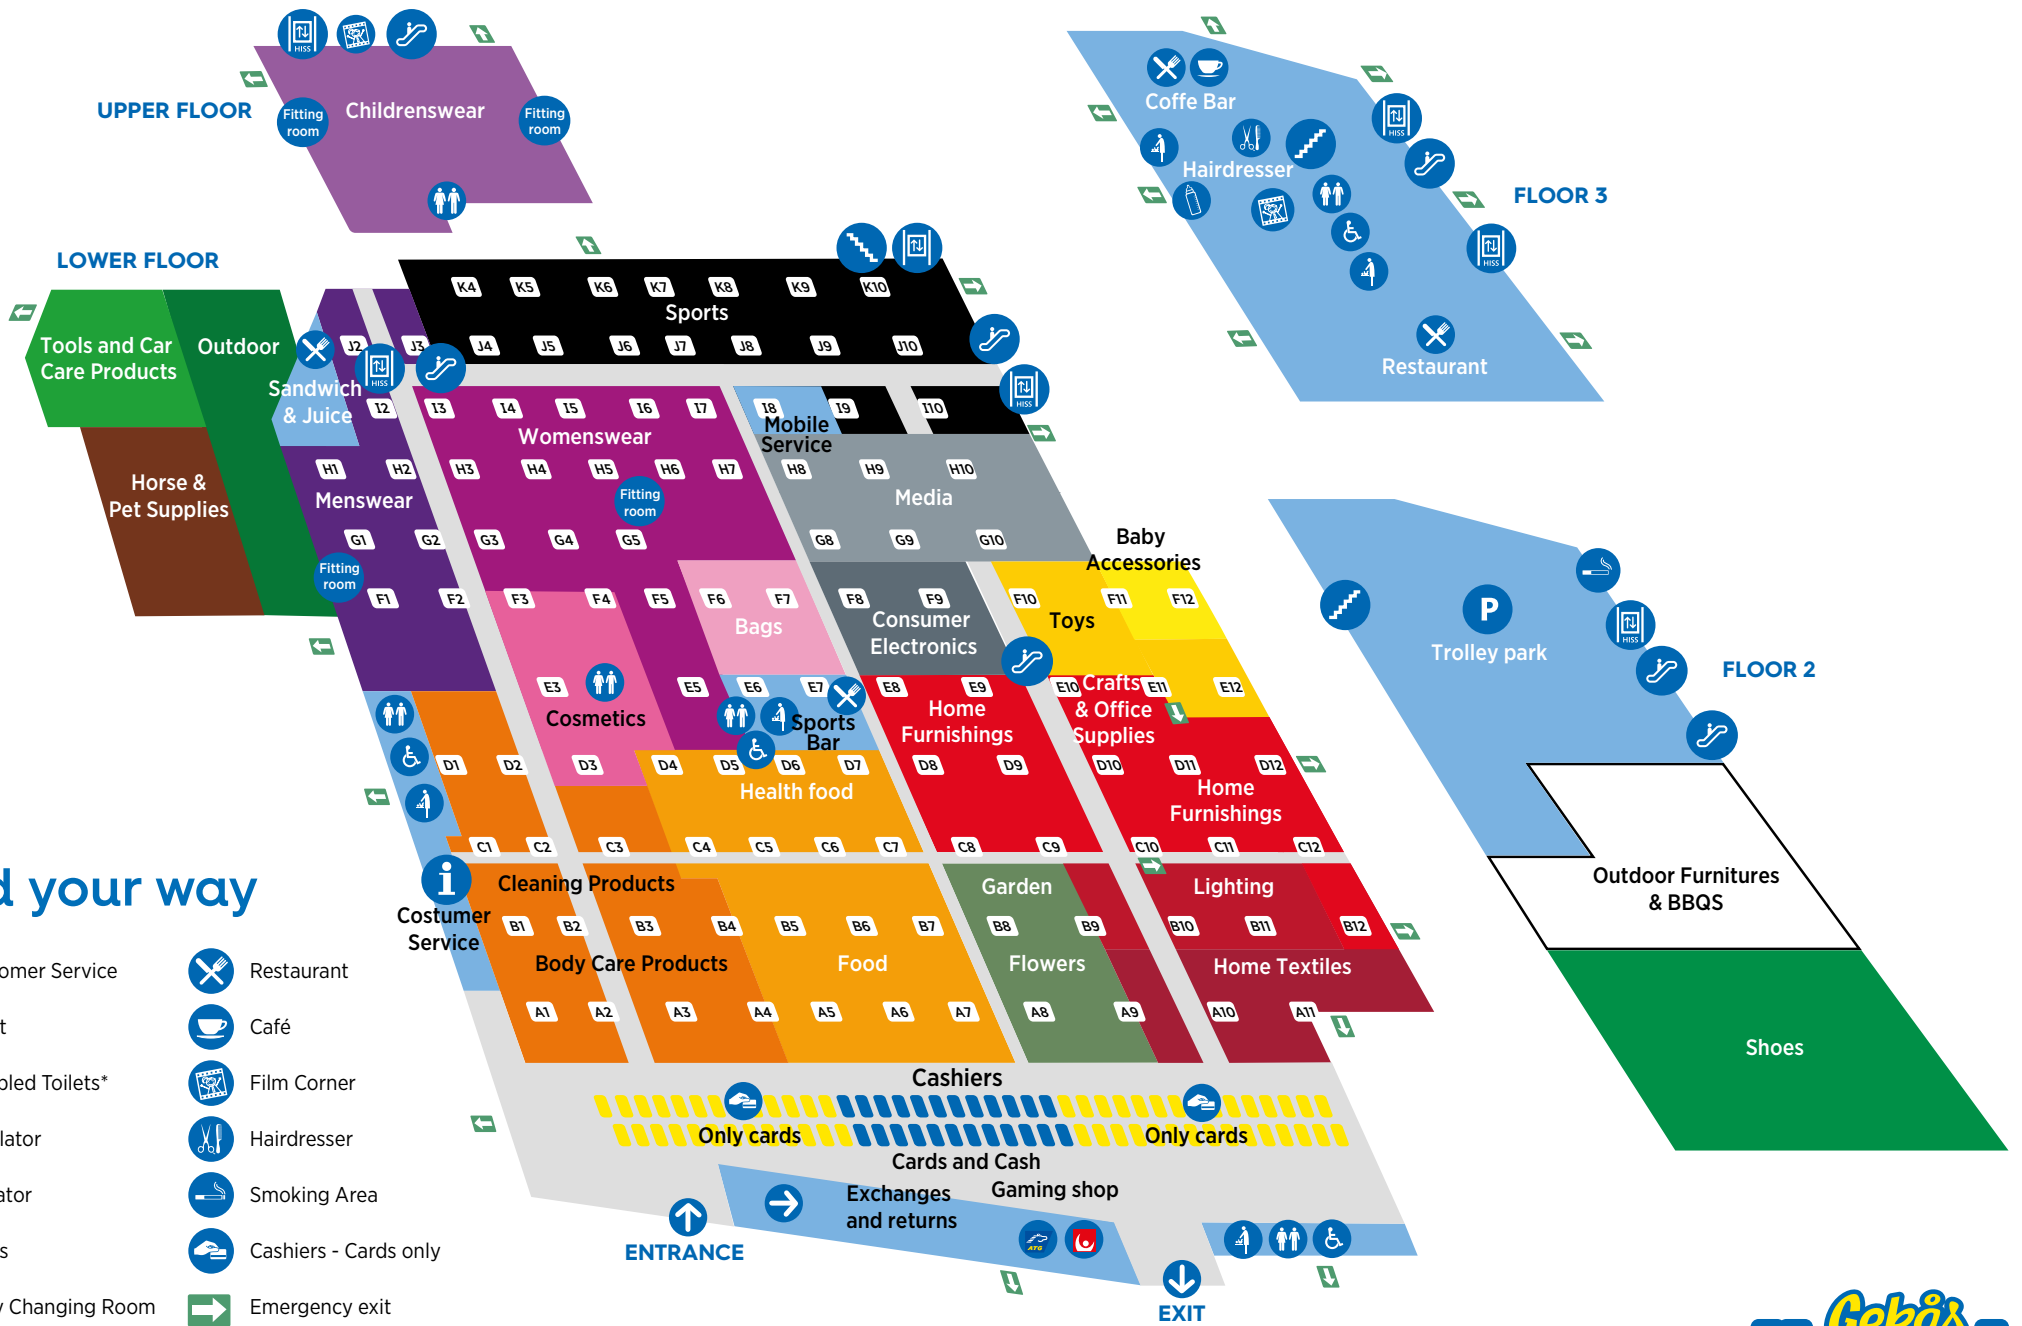 UPPER FLOOR
HISS
Fitting
room
Childrenswear
Fitting
room
Coffe Bar
Hairdresser
HISS
HISS
FLOOR 3
Restaurant
LOWER FLOOR
Tools and Car
Care Products
Outdoor
Horse &
Pet Supplies
Sandwich
& Juice
HISS
K4 K5 K6 K7 K8 K9 K10
Sports
J2 J3 J4 J5 J6 J7 J8 J9 J10
HISS
I2 I3 I4 I5 I6 I7 I8 I9 I10
Womenswear
Mobile
Service
H1 H2 H3 H4 H5 H6 H7 H8 H9 H10
Menswear
Fitting
room
Media
G1 G2 G3 G4 G5 G8 G9 G10
Baby
Accessories
Fitting
room
F1 F2 F3 F4 F5 F6 F7 F8 F9 F10 F11 F12
Bags
Consumer
Electronics
Toys
E3 E5 E6 E7 E8 E9 E10 E11 E12
Cosmetics
Sports
Bar
Home
Furnishings
Crafts
& Office
Supplies
D1 D2 D3 D4 D5 D6 D7 D8 D9 D10 D11 D12
Health food
Home
Furnishings
C1 C2 C3 C4 C5 C6 C7 C8 C9 C10 C11 C12
Cleaning Products
Garden
Lighting
Costumer
Service
B1 B2 B3 B4 B5 B6 B7 B8 B9 B10 B11 B12
Body Care Products
Food
Flowers
Home Textiles
A1 A2 A3 A4 A5 A6 A7 A8 A9 A10 A11
Cashiers
Only cards
Only cards
Cards and Cash
Gaming shop
Exchanges
and returns
ATG
ENTRANCE
EXIT
P
Trolley park
HISS
FLOOR 2
Outdoor Furnitures
& BBQS
Shoes
your way
Service
Restaurant
Café
Toilets*
Film Corner
Hairdresser
Smoking Area
Cashiers - Cards only
Changing Room
Emergency exit
Gekås